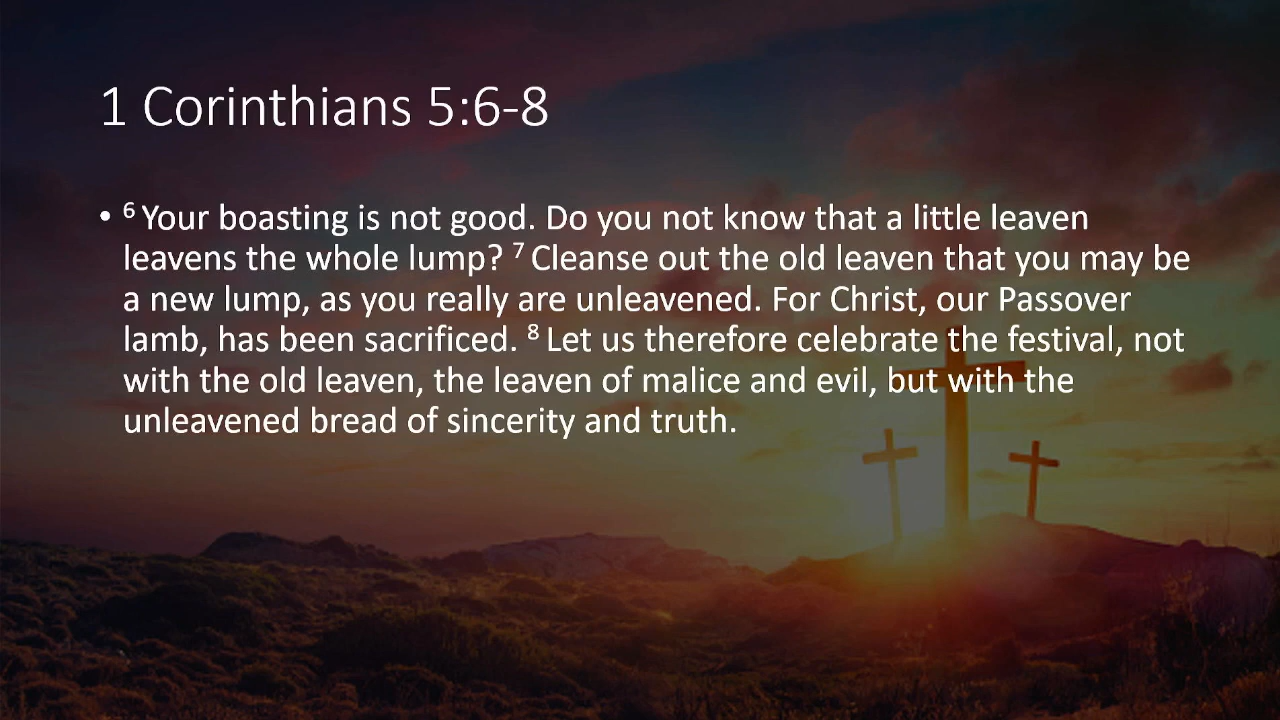 1 Corinthians 5:6-8
• ⁶ Your boasting is not good. Do you not know that a little leaven
leavens the whole lump? ⁷ Cleanse out the old leaven that you may be
a new lump, as you really are unleavened. For Christ, our Passover
lamb, has been sacrificed. ⁸ Let us therefore celebrate the festival, not
with the old leaven, the leaven of malice and evil, but with the
unleavened bread of sincerity and truth.